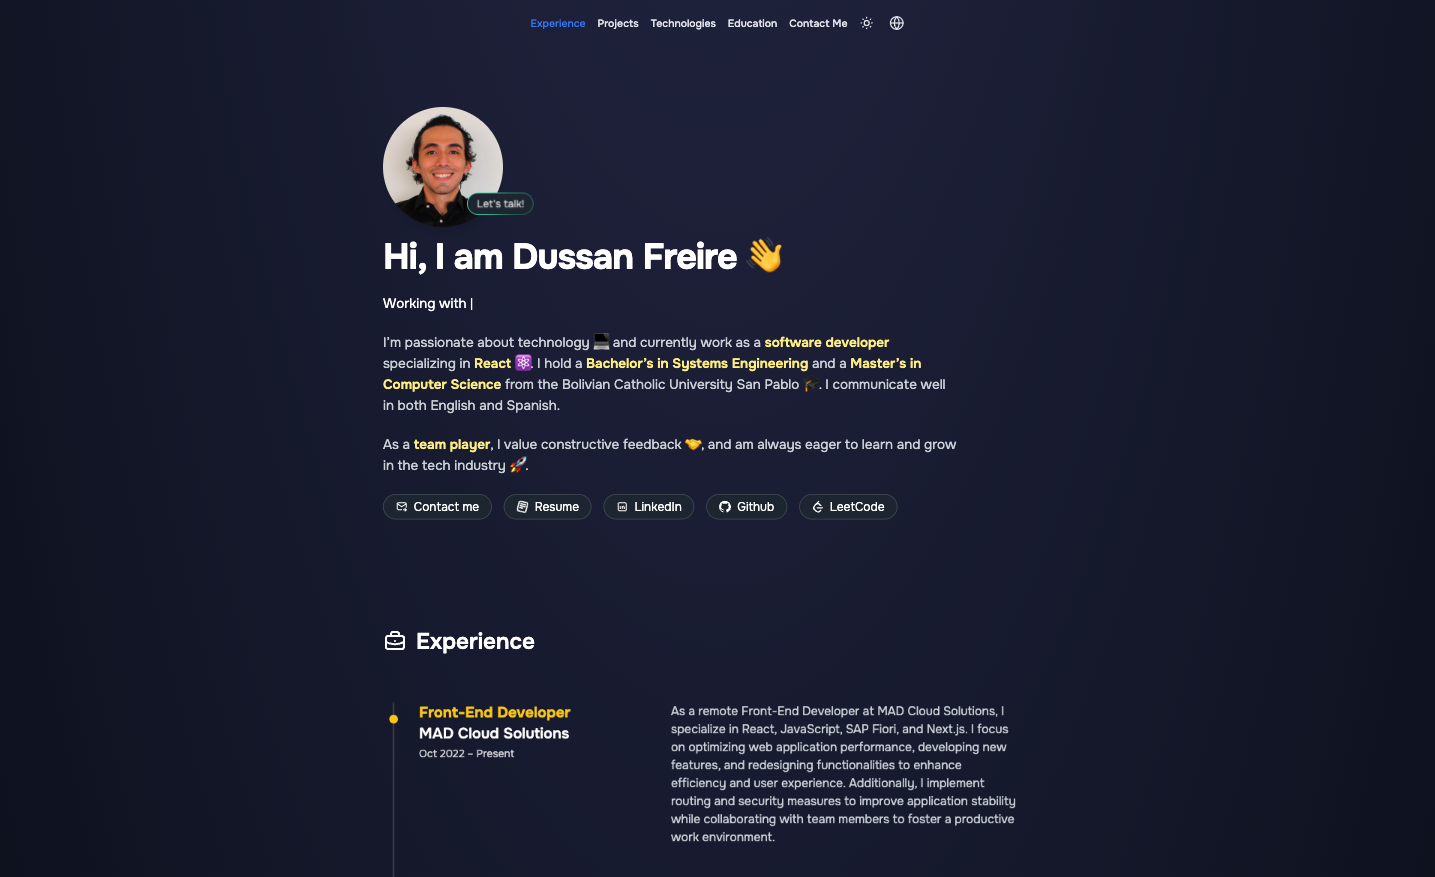 Experience Projects Technologies Education Contact Me
Let's talk!
Hi, I am Dussan Freire 👋
Working with |
I'm passionate about technology 💻 and currently work as a software developer
specializing in React ⚛️. I hold a Bachelor's in Systems Engineering and a Master's in
Computer Science from the Bolivian Catholic University San Pablo 🎓. I communicate well
in both English and Spanish.
As a team player, I value constructive feedback 🤝, and am always eager to learn and grow
in the tech industry 🚀.
Contact me Resume LinkedIn Github LeetCode
Experience
Front-End Developer
MAD Cloud Solutions
Oct 2022 – Present
As a remote Front-End Developer at MAD Cloud Solutions, I
specialize in React, JavaScript, SAP Fiori, and Next.js. I focus
on optimizing web application performance, developing new
features, and redesigning functionalities to enhance
efficiency and user experience. Additionally, I implement
routing and security measures to improve application stability
while collaborating with team members to foster a productive
work environment.